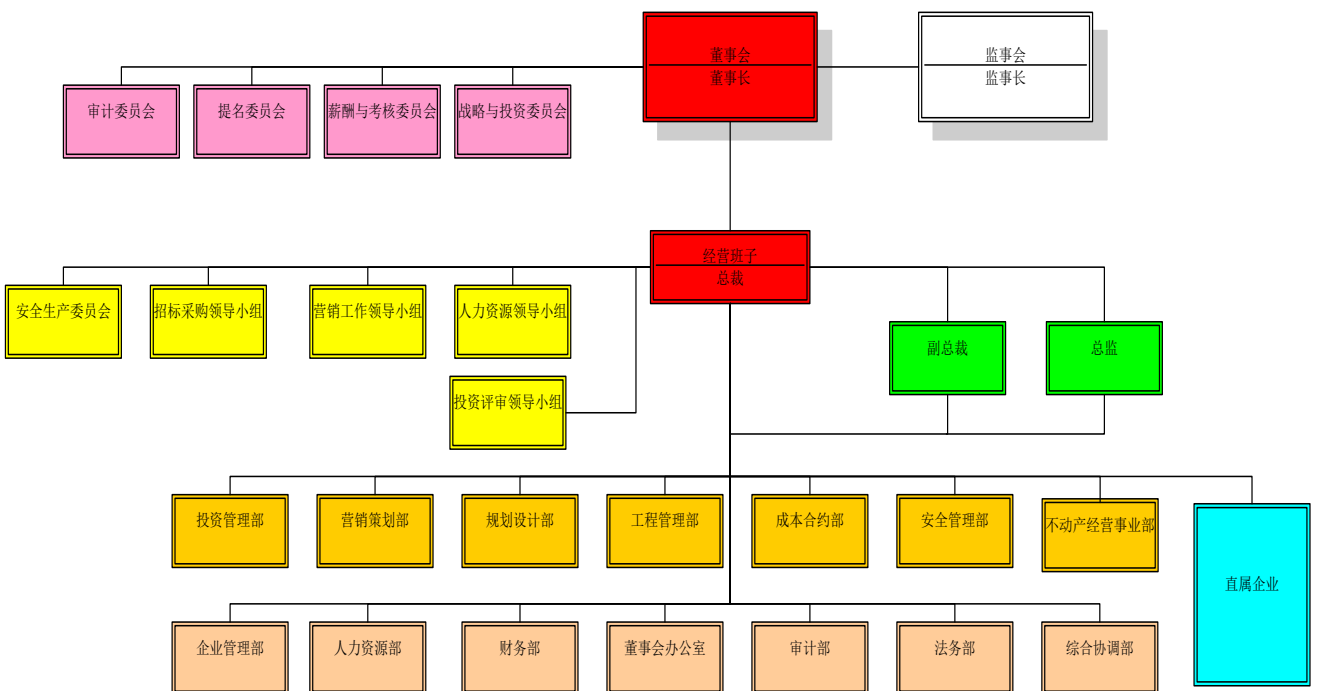 董事会
董事长
监事会
监事长
审计委员会
提名委员会
薪酬与考核委员会
战略与投资委员会
经营班子
总裁
安全生产委员会
招标采购领导小组
营销工作领导小组
人力资源领导小组
副总裁
总监
投资评审领导小组
投资管理部
营销策划部
规划设计部
工程管理部
成本合约部
安全管理部
不动产经营事业部
直属企业
企业管理部
人力资源部
财务部
董事会办公室
审计部
法务部
综合协调部